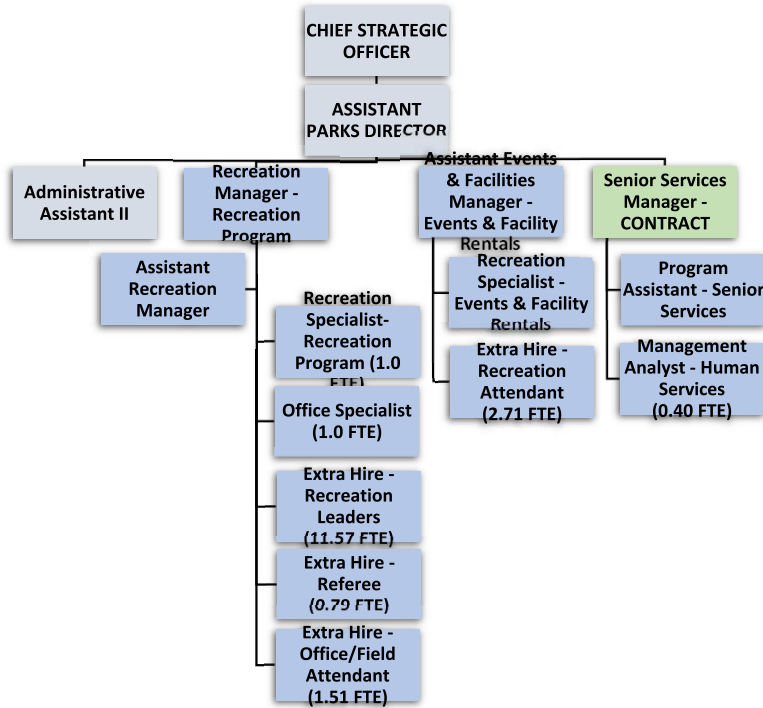 CHIEF STRATEGIC
OFFICER
ASSISTANT
PARKS DIRECTOR
Administrative
Assistant II
Recreation
Manager -
Recreation
Program
Assistant Events
& Facilities
Manager -
Events & Facility
Rentals
Senior Services
Manager -
CONTRACT
Assistant
Recreation
Manager
Recreation
Specialist-
Recreation
Program (1.0
FTE)
Office Specialist
(1.0 FTE)
Extra Hire -
Recreation
Leaders
(11.57 FTE)
Extra Hire -
Referee
(0.79 FTE)
Extra Hire -
Office/Field
Attendant
(1.51 FTE)
Recreation
Specialist -
Events & Facility
Rentals
Extra Hire -
Recreation
Attendant
(2.71 FTE)
Program
Assistant - Senior
Services
Management
Analyst - Human
Services
(0.40 FTE)